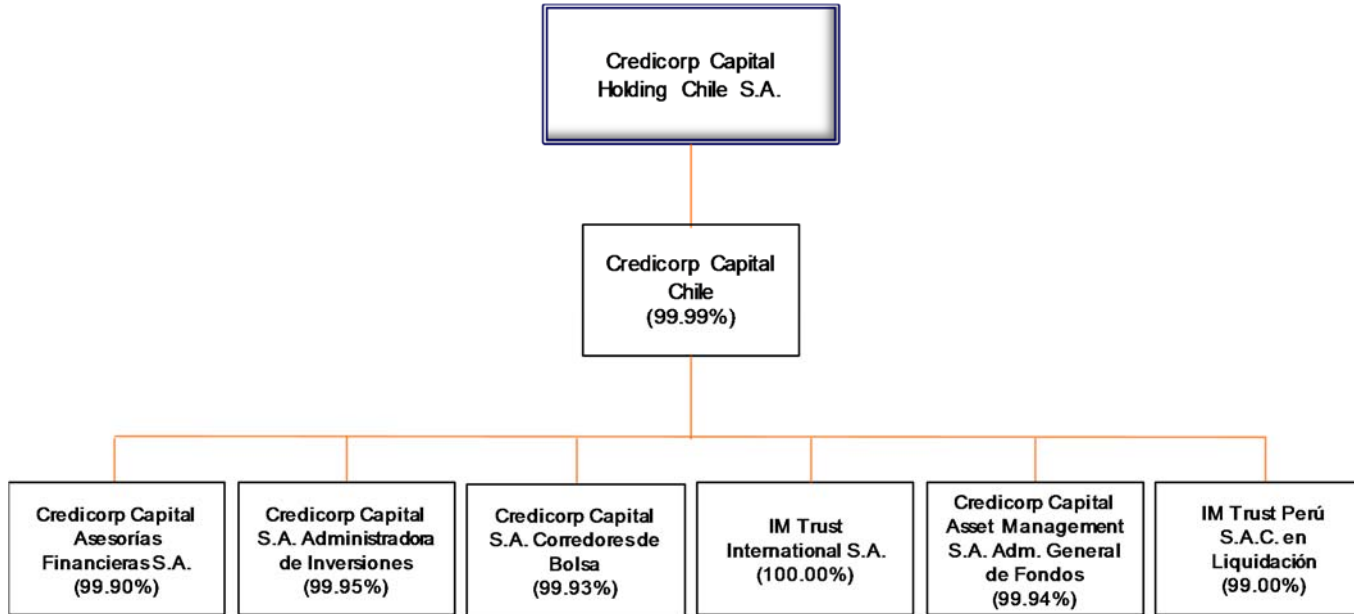 Credicorp Capital
Holding Chile S.A.
Credicorp Capital
Chile
(99.99%)
Credicorp Capital
Asesorías
Financieras S.A.
(99.90%)
Credicorp Capital
S.A. Administradora
de Inversiones
(99.95%)
Credicorp Capital
S.A. Corredores de
Bolsa
(99.93%)
IM Trust
International S.A.
(100.00%)
Credicorp Capital
Asset Management
S.A. Adm. General
de Fondos
(99.94%)
IM Trust Perú
S.A.C. en
Liquidación
(99.00%)